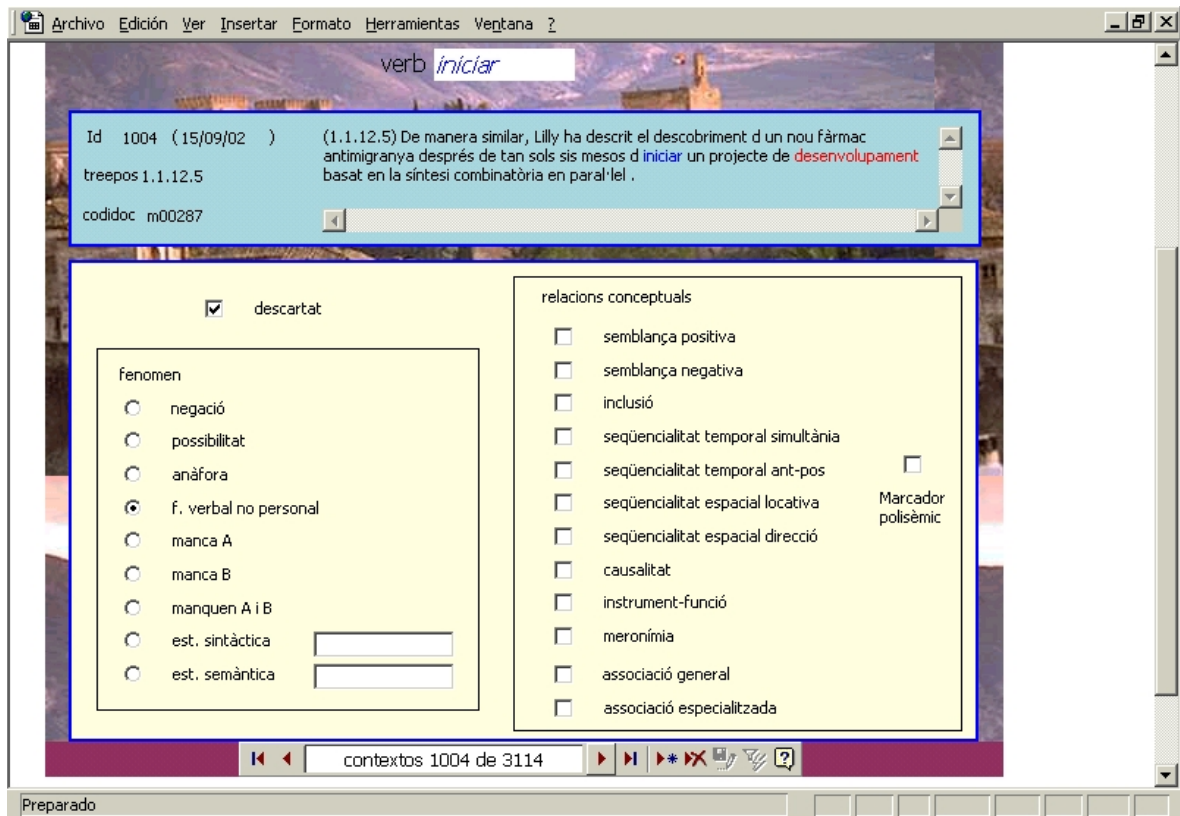 Archivo Edición Ver Insertar Formato Herramientas Ventana ?
verb iniciar
Id 1004 ( 15/09/02 )
treepos 1.1.12.5
codidoc m00287
(1.1.12.5) De manera similar, Lilly ha descrit el descobriment d un nou fàrmac
antimigranya després de tan sols sis mesos d iniciar un projecte de desenvolupament
basat en la síntesi combinatòria en paral·lel .
descartat
fenomen
negació
possibilitat
anàfora
f. verbal no personal
manca A
manca B
manquen A i B
est. sintàctica
est. semàntica
relacions conceptuals
semblança positiva
semblança negativa
inclusió
seqüencialitat temporal simultània
seqüencialitat temporal ant-pos
seqüencialitat espacial locativa
seqüencialitat espacial direcció
causalitat
instrument-funció
meronímia
associació general
associació especialitzada
Marcador
polisèmic
contextos 1004 de 3114
Preparado